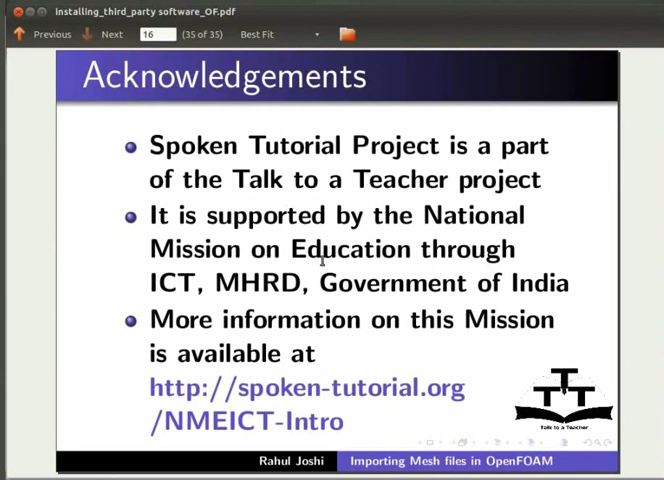 installing_third_party software_OF.pdf
Previous Next 16 (35 of 35) Best Fit
Acknowledgements
Spoken Tutorial Project is a part
of the Talk to a Teacher project
It is supported by the National
Mission on Education through
ICT, MHRD, Government of India
More information on this Mission
is available at
http://spoken-tutorial.org
/NMEICT-Intro
T T T
Talk to a Teacher
Rahul Joshi Importing Mesh files in OpenFOAM